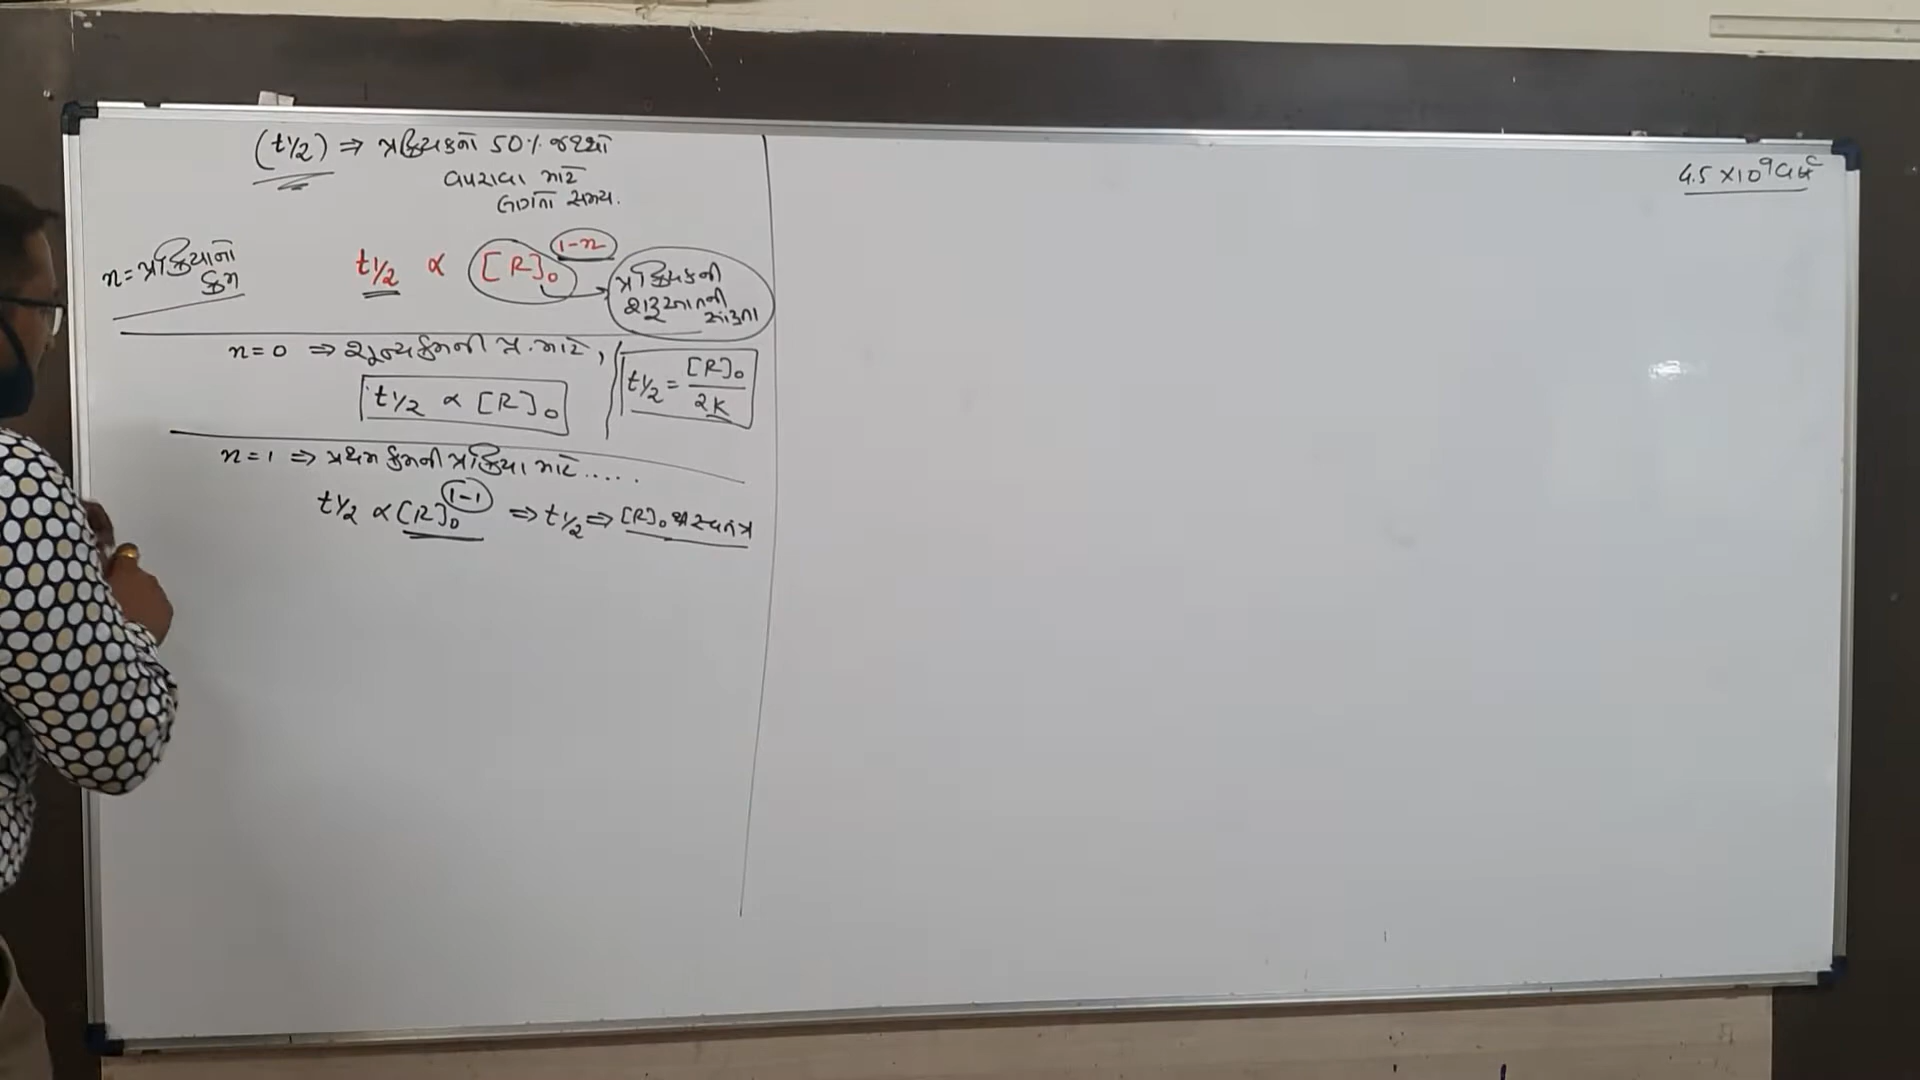 (t½) ⇒ પ્રક્રિયકનો 50% જથ્થો
વપરાવા માટે
લાગતો સમય.
n = પ્રક્રિયાનો
ક્રમ
t½ ∝ [R]₀^(1-n)
પ્રક્રિયકની
શરૂઆતની
સાંદ્રતા
n = 0 ⇒ શૂન્ય ક્રમની પ્ર. માટે,
t½ ∝ [R]₀
t½ = [R]₀ / 2K
n = 1 ⇒ પ્રથમ ક્રમની પ્રક્રિયા માટે.....
t½ ∝ [R]₀^(1-1) ⇒ t½ ⇒ [R]₀ થી સ્વતંત્ર
4.5 × 10⁹ વર્ષ